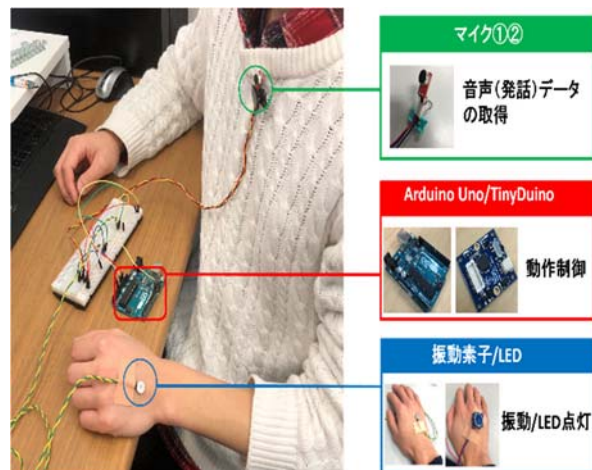 マイク①②
音声(発話)データ
の取得
Arduino Uno/TinyDuino
動作制御
振動素子/LED
振動/LED点灯